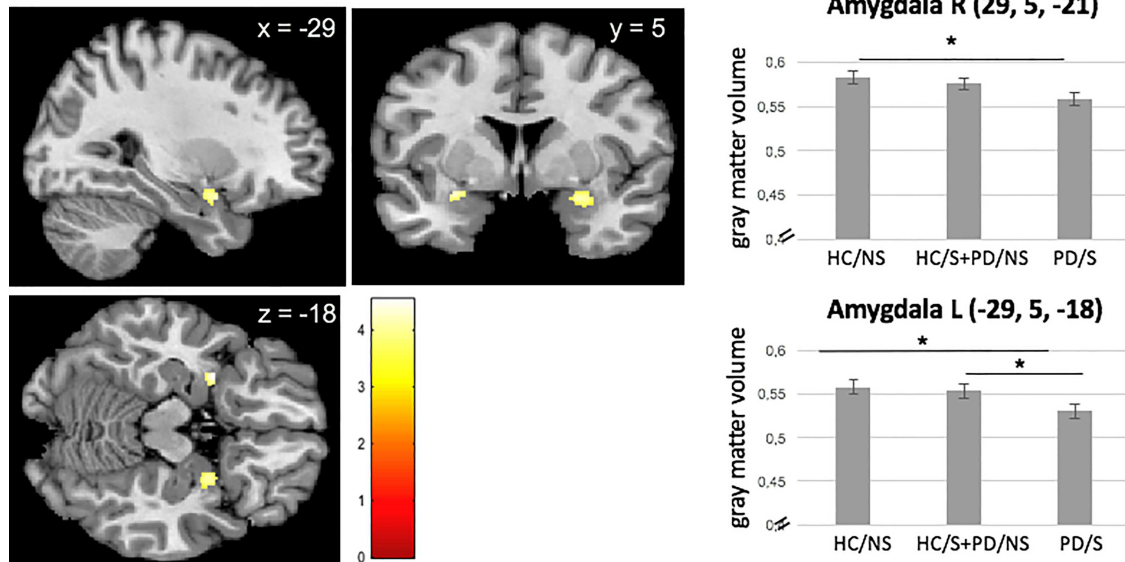 x = -29
y = 5
z = -18
4
3
2
1
0
Amygdala R (29, 5, -21)
*
gray matter volume
0,6
0,55
0,5
0,45
0,4
HC/NS HC/S+PD/NS PD/S
Amygdala L (-29, 5, -18)
*
*
gray matter volume
0,6
0,55
0,5
0,45
HC/NS HC/S+PD/NS PD/S